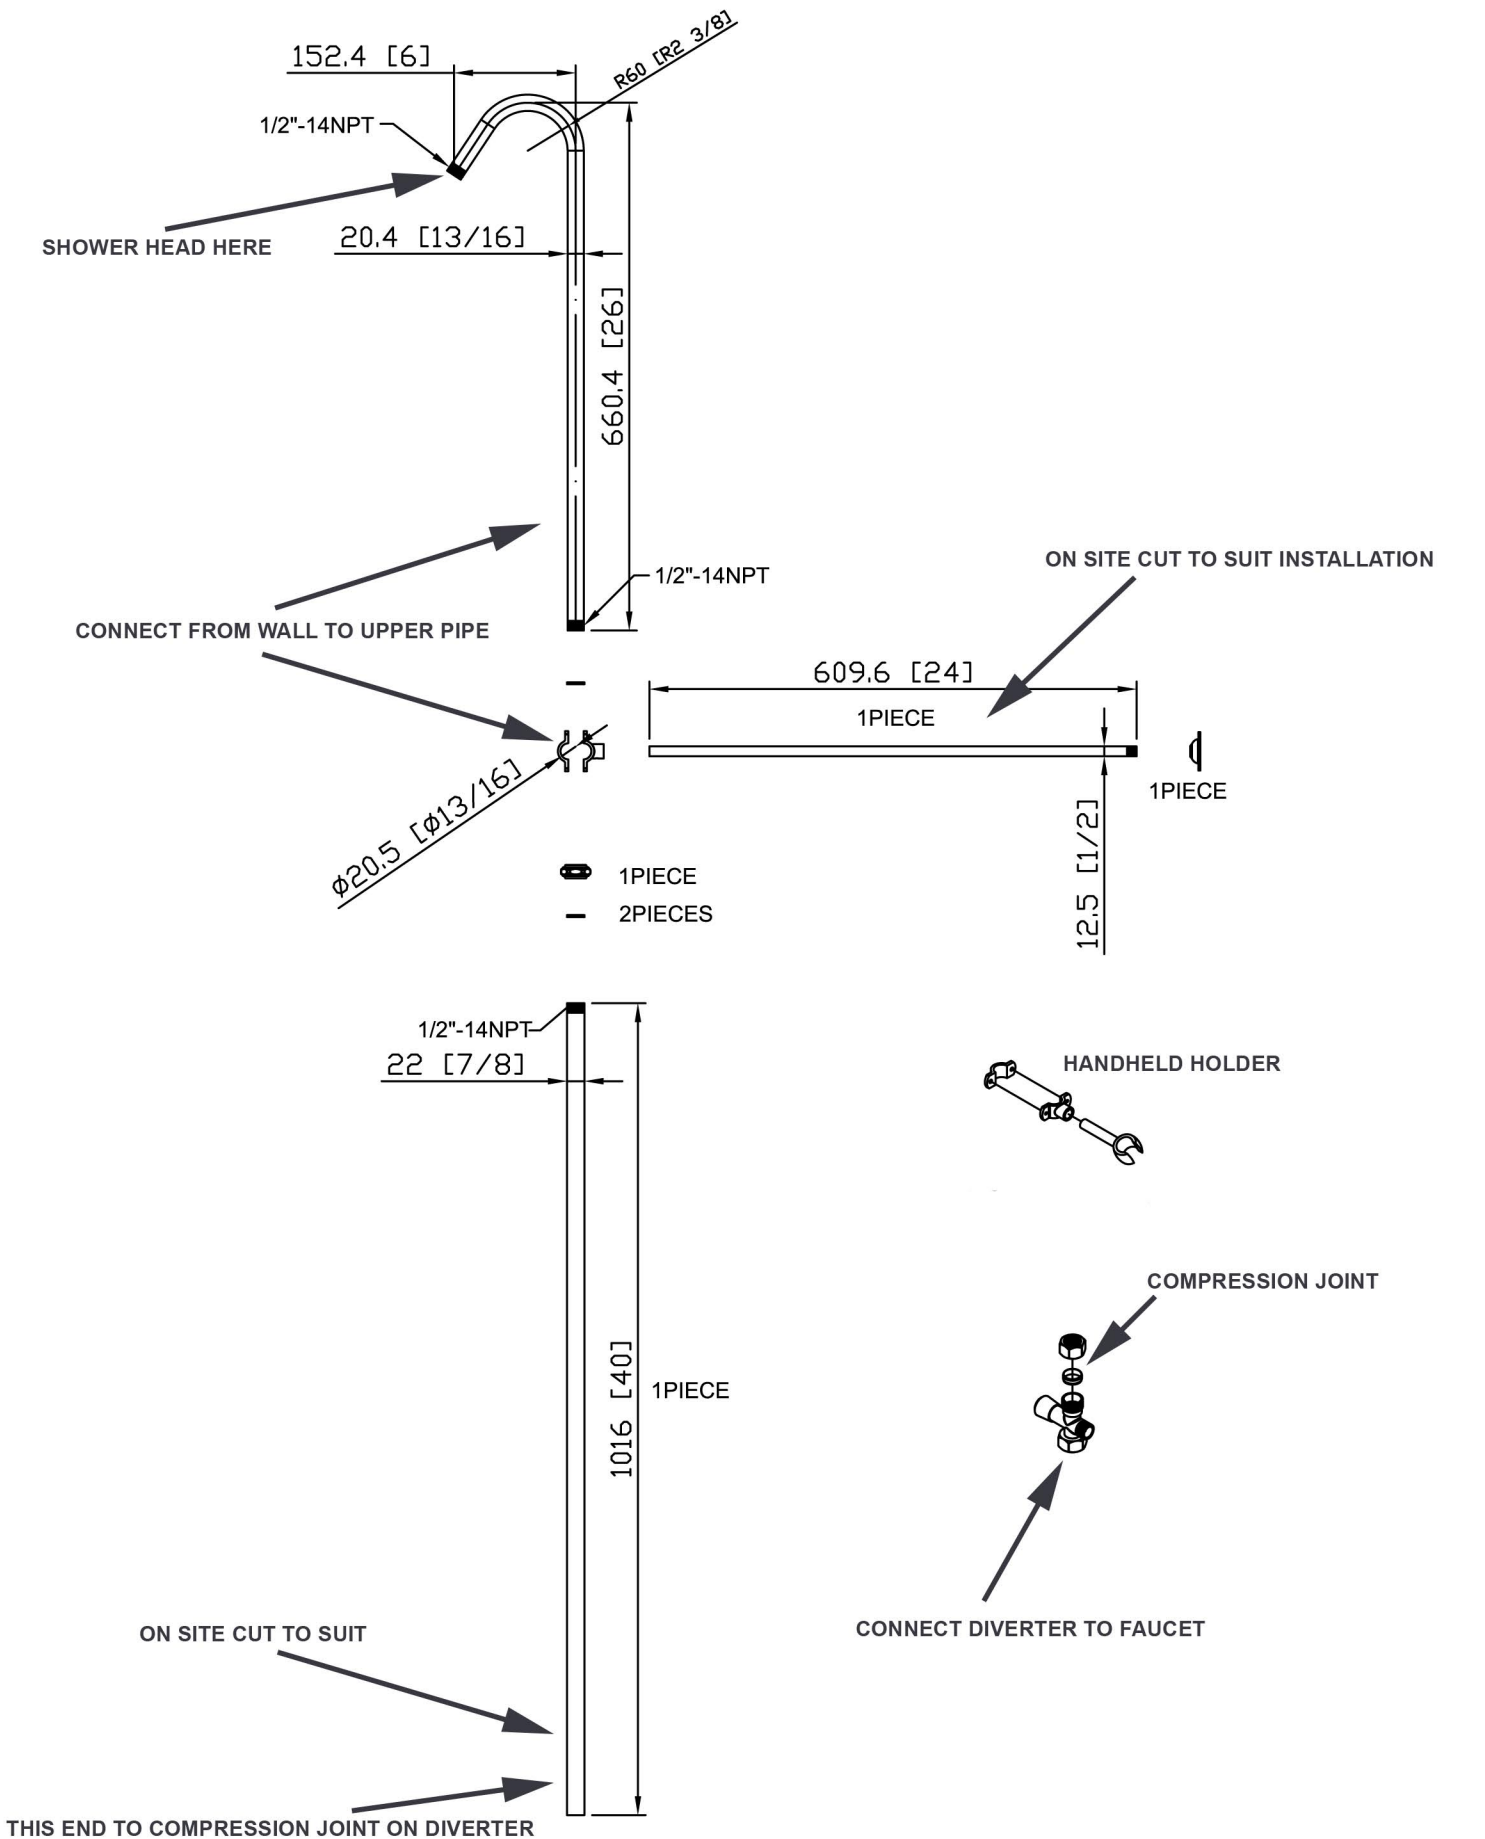 152.4 [6]
R60 [R2 3/8]
1/2"-14NPT
SHOWER HEAD HERE
20.4 [13/16]
660.4 [26]
1/2"-14NPT
ON SITE CUT TO SUIT INSTALLATION
CONNECT FROM WALL TO UPPER PIPE
609.6 [24]
1PIECE
1PIECE
Ø20.5 [Ø13/16]
12.5 [1/2]
1PIECE
2PIECES
1/2"-14NPT
22 [7/8]
HANDHELD HOLDER
COMPRESSION JOINT
1016 [40]
1PIECE
CONNECT DIVERTER TO FAUCET
ON SITE CUT TO SUIT
THIS END TO COMPRESSION JOINT ON DIVERTER